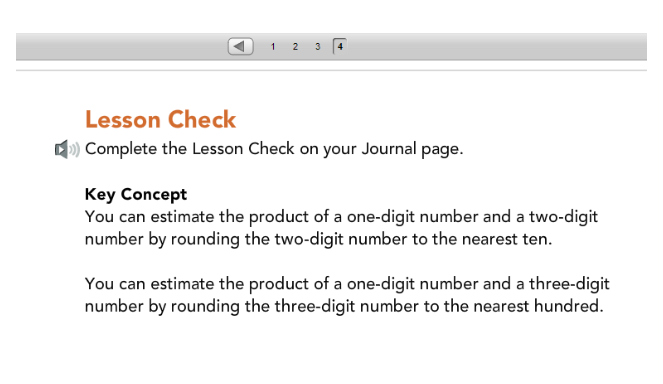 1 2 3 4
Lesson Check
Complete the Lesson Check on your Journal page.
Key Concept
You can estimate the product of a one-digit number and a two-digit
number by rounding the two-digit number to the nearest ten.
You can estimate the product of a one-digit number and a three-digit
number by rounding the three-digit number to the nearest hundred.